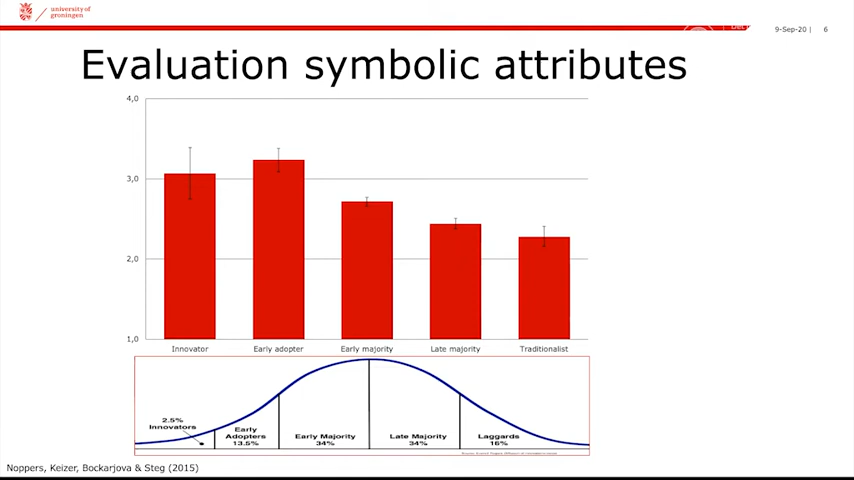 university of
groningen
9-Sep-20 | 6
Evaluation symbolic attributes
4,0
3,0
2,0
1,0
Innovator Early adopter Early majority Late majority Traditionalist
2.5%
Innovators
Early
Adopters
13.5%
Early Majority
34%
Late Majority
34%
Laggards
16%
Noppers, Keizer, Bockarjova & Steg (2015)